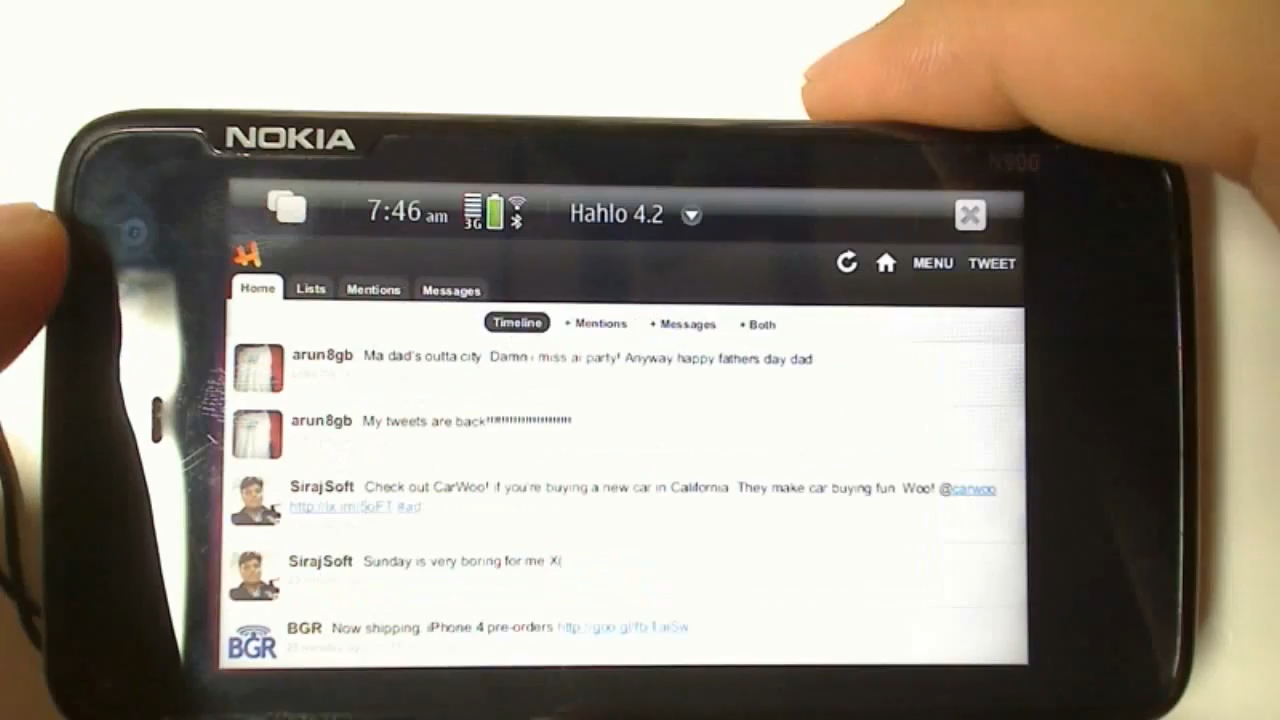 NOKIA
N900
7:46 am 3G Hahlo 4.2
MENU TWEET
Home Lists Mentions Messages
Timeline + Mentions + Messages + Both
arun8gb Ma dad's outta city Damn i miss ai party! Anyway happy fathers day dad
arun8gb My tweets are back!!!!!!!!!!!!!!!!!!!!!!!!
SirajSoft Check out CarWoo! if you're buying a new car in California They make car buying fun Woo! @carwoo
#ad
SirajSoft Sunday is very boring for me X(
BGR Now shipping iPhone 4 pre-orders
BGR